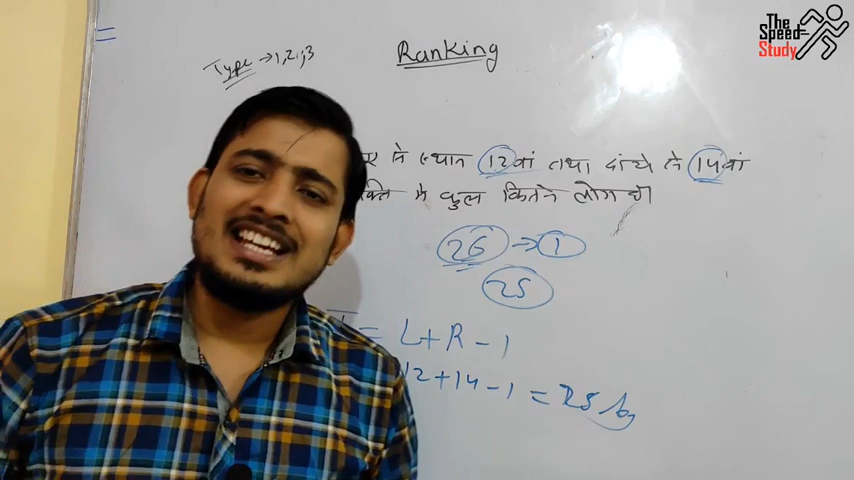 The
Speed
Study
=
Type → 1, 2, 3
Ranking
से स्थान 12वां तथा दांये से 14वां
में कुल कितने लोग थे
26 → 1
25
= L+R-1
12+14-1 = 25